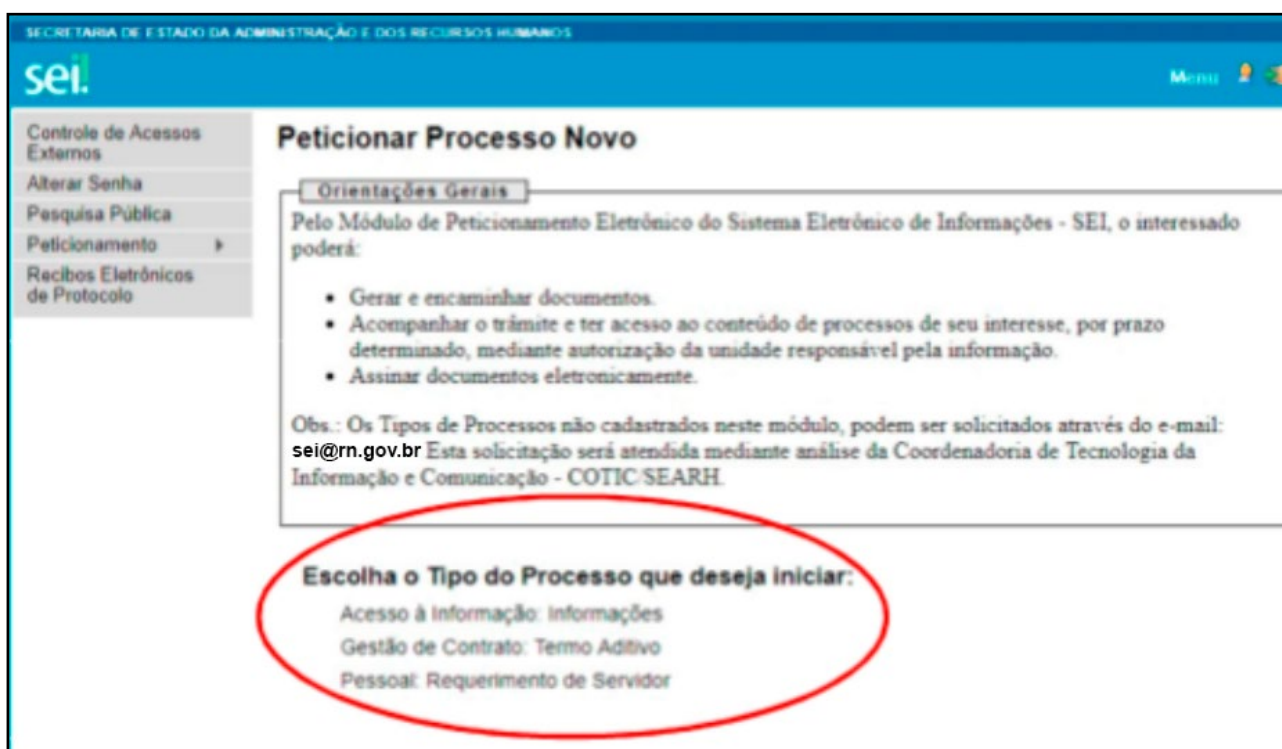 SECRETARIA DE ESTADO DA ADMINISTRAÇÃO E DOS RECURSOS HUMANOS
sei!
Menu
Controle de Acessos
Externos
Alterar Senha
Pesquisa Pública
Peticionamento
Recibos Eletrônicos
de Protocolo
Peticionar Processo Novo
Orientações Gerais
Pelo Módulo de Peticionamento Eletrônico do Sistema Eletrônico de Informações - SEI, o interessado
poderá:
• Gerar e encaminhar documentos.
• Acompanhar o trâmite e ter acesso ao conteúdo de processos de seu interesse, por prazo
determinado, mediante autorização da unidade responsável pela informação.
• Assinar documentos eletronicamente.
Obs.: Os Tipos de Processos não cadastrados neste módulo, podem ser solicitados através do e-mail:
sei@rn.gov.br Esta solicitação será atendida mediante análise da Coordenadoria de Tecnologia da
Informação e Comunicação - COTIC/SEARH.
Escolha o Tipo do Processo que deseja iniciar:
Acesso à Informação: Informações
Gestão de Contrato: Termo Aditivo
Pessoal: Requerimento de Servidor